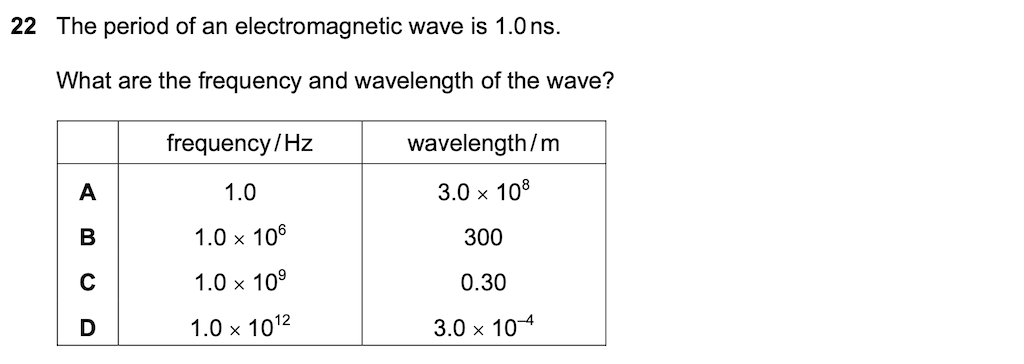 22 The period of an electromagnetic wave is 1.0 ns.
What are the frequency and wavelength of the wave?
frequency / Hz wavelength / m
A 1.0 3.0 × 10⁸
B 1.0 × 10⁶ 300
C 1.0 × 10⁹ 0.30
D 1.0 × 10¹² 3.0 × 10⁻⁴